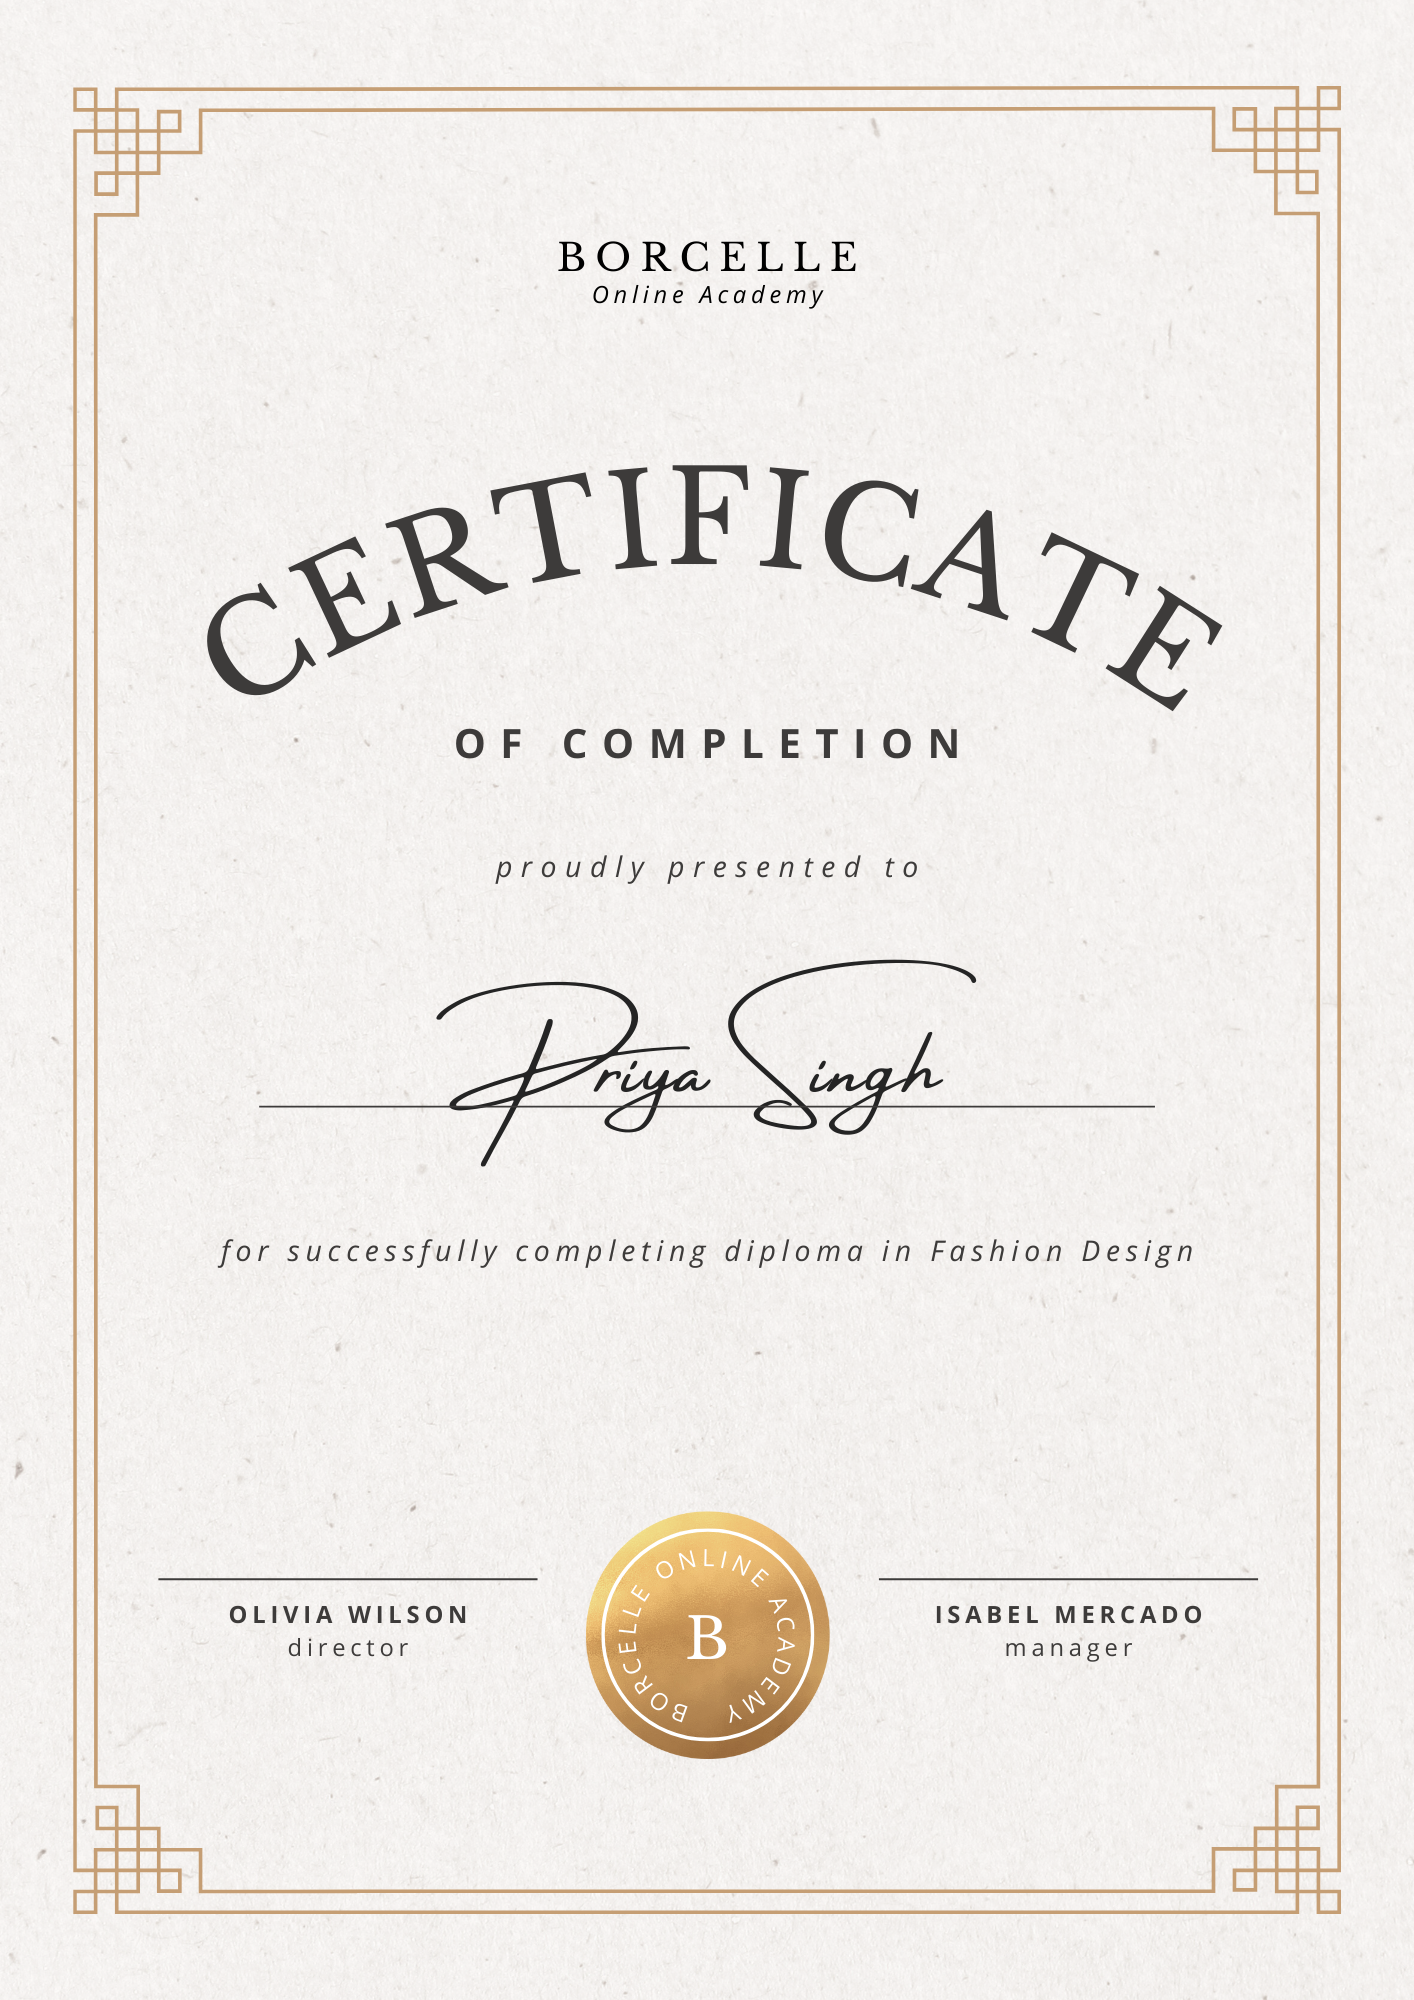 BORCELLE
Online Academy
CERTIFICATE
OF COMPLETION
proudly presented to
Priya Singh
for successfully completing diploma in Fashion Design
OLIVIA WILSON
director
BORCELLE ONLINE ACADEMY
B
ISABEL MERCADO
manager